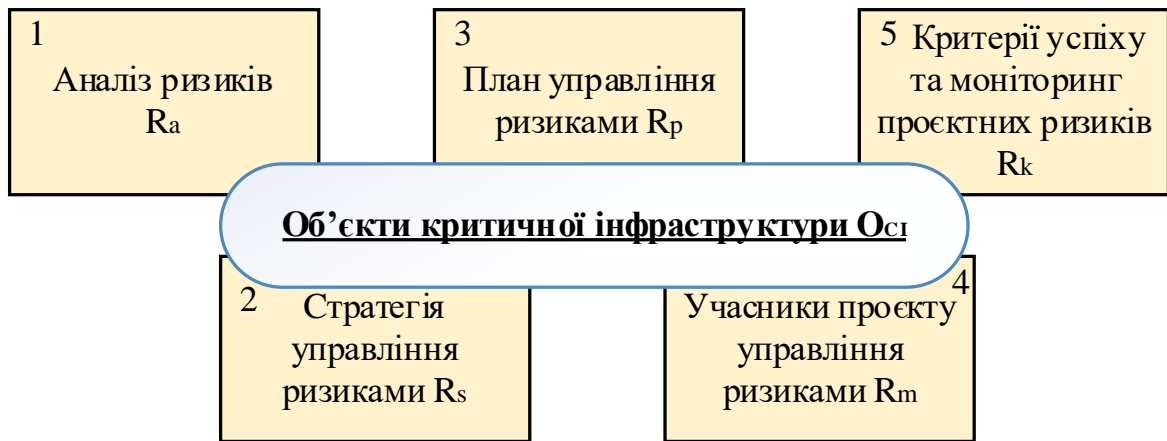 1
Аналіз ризиків
Ra
3
План управління
ризиками Rp
5 Критерії успіху
та моніторинг
проєктних ризиків
Rk
Об’єкти критичної інфраструктури OCI
2 Стратегія
управління
ризиками Rs
Учасники проєкту 4
управління
ризиками Rm